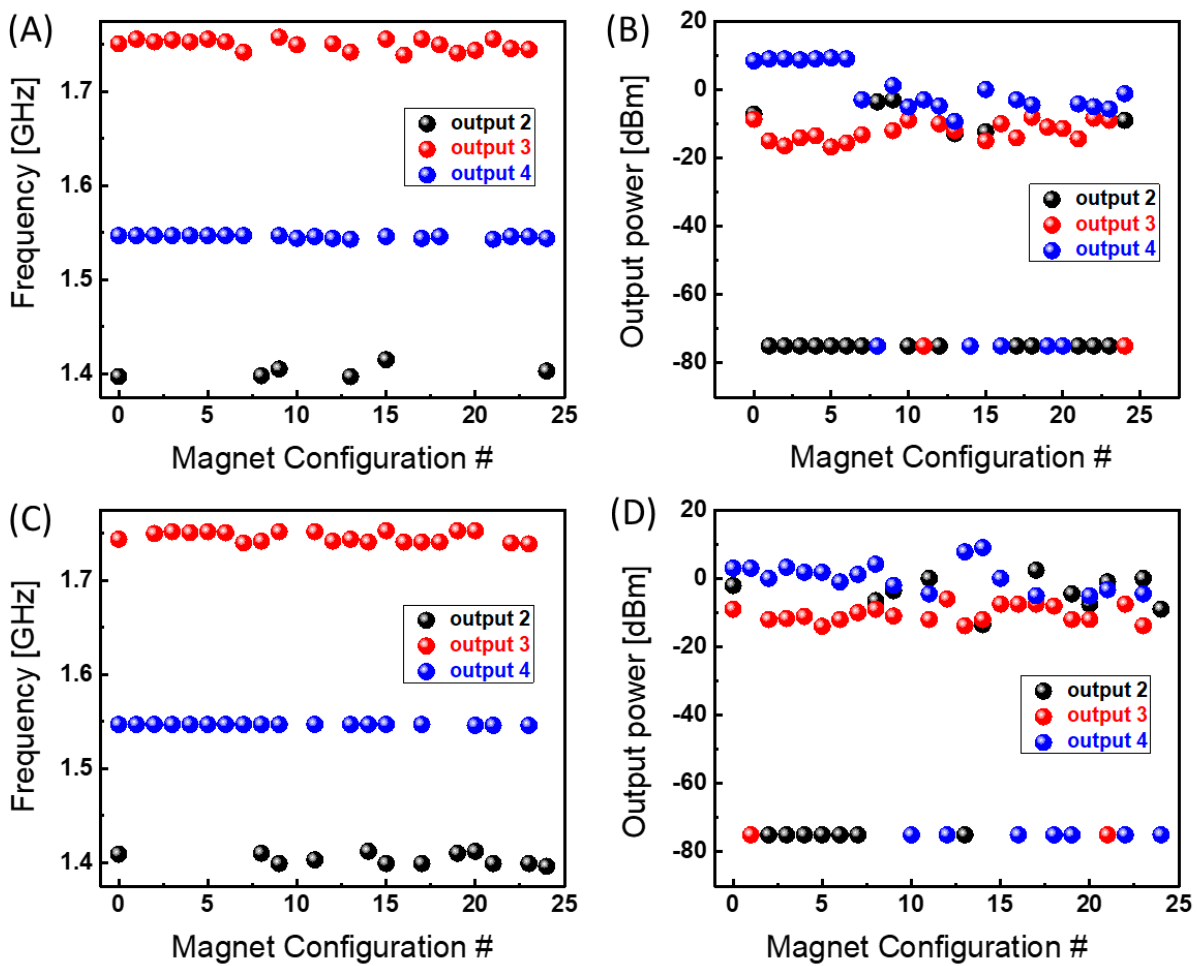 (A)
Frequency [GHz]
1.7
1.6
1.5
1.4
output 2
output 3
output 4
0 5 10 15 20 25
Magnet Configuration #
(B)
Output power [dBm]
20
0
-20
-40
-60
-80
output 2
output 3
output 4
0 5 10 15 20 25
Magnet Configuration #
(C)
Frequency [GHz]
1.7
1.6
1.5
1.4
output 2
output 3
output 4
0 5 10 15 20 25
Magnet Configuration #
(D)
Output power [dBm]
20
0
-20
-40
-60
-80
output 2
output 3
output 4
0 5 10 15 20 25
Magnet Configuration #